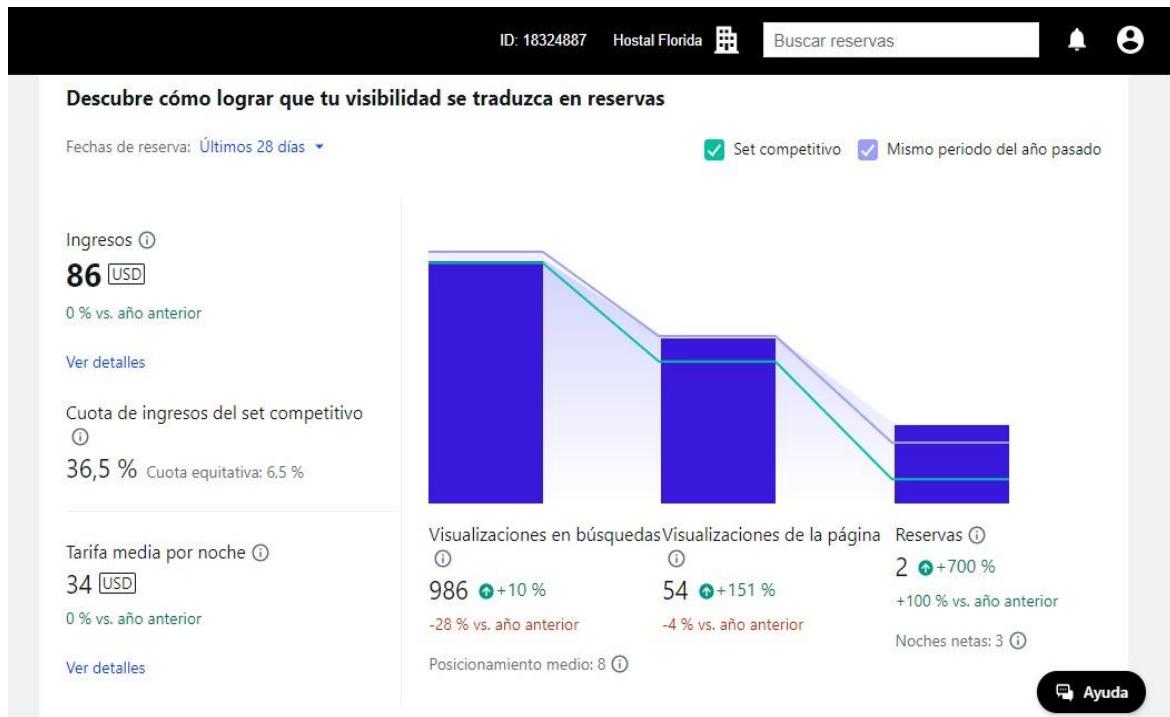 ID: 18324887 Hostal Florida Buscar reservas
Descubre cómo lograr que tu visibilidad se traduzca en reservas
Fechas de reserva: Últimos 28 días
Set competitivo Mismo periodo del año pasado
Ingresos
86 USD
0 % vs. año anterior
Ver detalles
Cuota de ingresos del set competitivo
36,5 % Cuota equitativa: 6,5 %
Tarifa media por noche
34 USD
0 % vs. año anterior
Ver detalles
Visualizaciones en búsquedas
986 +10 %
-28 % vs. año anterior
Posicionamiento medio: 8
Visualizaciones de la página
54 +151 %
-4 % vs. año anterior
Reservas
2 +700 %
+100 % vs. año anterior
Noches netas: 3
Ayuda